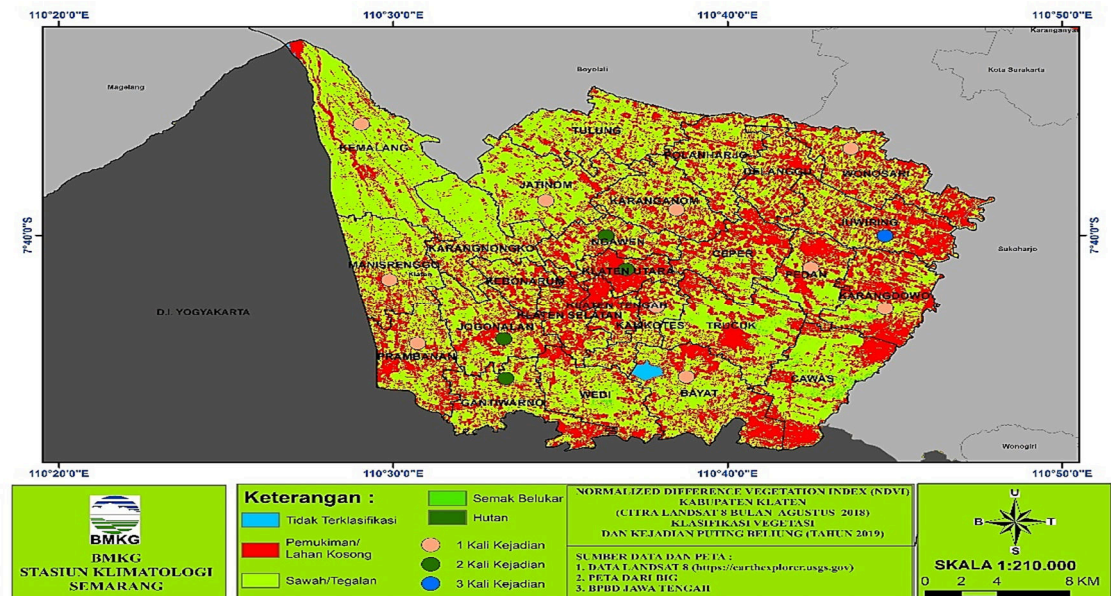 110°20'0"E 110°30'0"E 110°40'0"E 110°50'0"E
Karanganyar
Boyolali
Kota Surakarta
Magelang
TULUNG
KEMALANG
POLANHARJO
DELANGGU
WONOSARI
JATINOM
KARANGANOM
JUWIRING
7°40'0"S
7°40'0"S
NGAWEN
KARANGNONGKO
CEPER
Sukoharjo
MANISRENGGO
KLATEN UTARA
PEDAN
Klaten
KEBONARUM
KARANGDOWO
KLATEN TENGAH
D.I. YOGYAKARTA
KLATEN SELATAN
JOGONALAN
KALIKOTES
TRUCUK
PRAMBANAN
CAWAS
WEDI
BAYAT
GANTIWARNO
Wonogiri
110°20'0"E 110°30'0"E 110°40'0"E 110°50'0"E
BMKG
BMKG
STASIUN KLIMATOLOGI
SEMARANG
Keterangan :
Tidak Terklasifikasi
Pemukiman/
Lahan Kosong
Sawah/Tegalan
Semak Belukar
Hutan
1 Kali Kejadian
2 Kali Kejadian
3 Kali Kejadian
NORMALIZED DIFFERENCE VEGETATION INDEX (NDVI)
KABUPATEN KLATEN
(CITRA LANDSAT 8 BULAN AGUSTUS 2018)
KLASIFIKASI VEGETASI
DAN KEJADIAN PUTING BELIUNG (TAHUN 2019)
SUMBER DATA DAN PETA :
1. DATA LANDSAT 8 (https://earthexplorer.usgs.gov)
2. PETA DARI BIG
3. BPBD JAWA TENGAH
U
B T
S
SKALA 1:210.000
0 2 4 8 KM